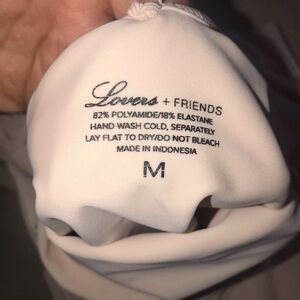 Lovers + FRIENDS
82% POLYAMIDE/18% ELASTANE
HAND WASH COLD, SEPARATELY
LAY FLAT TO DRY/DO NOT BLEACH
MADE IN INDONESIA
M